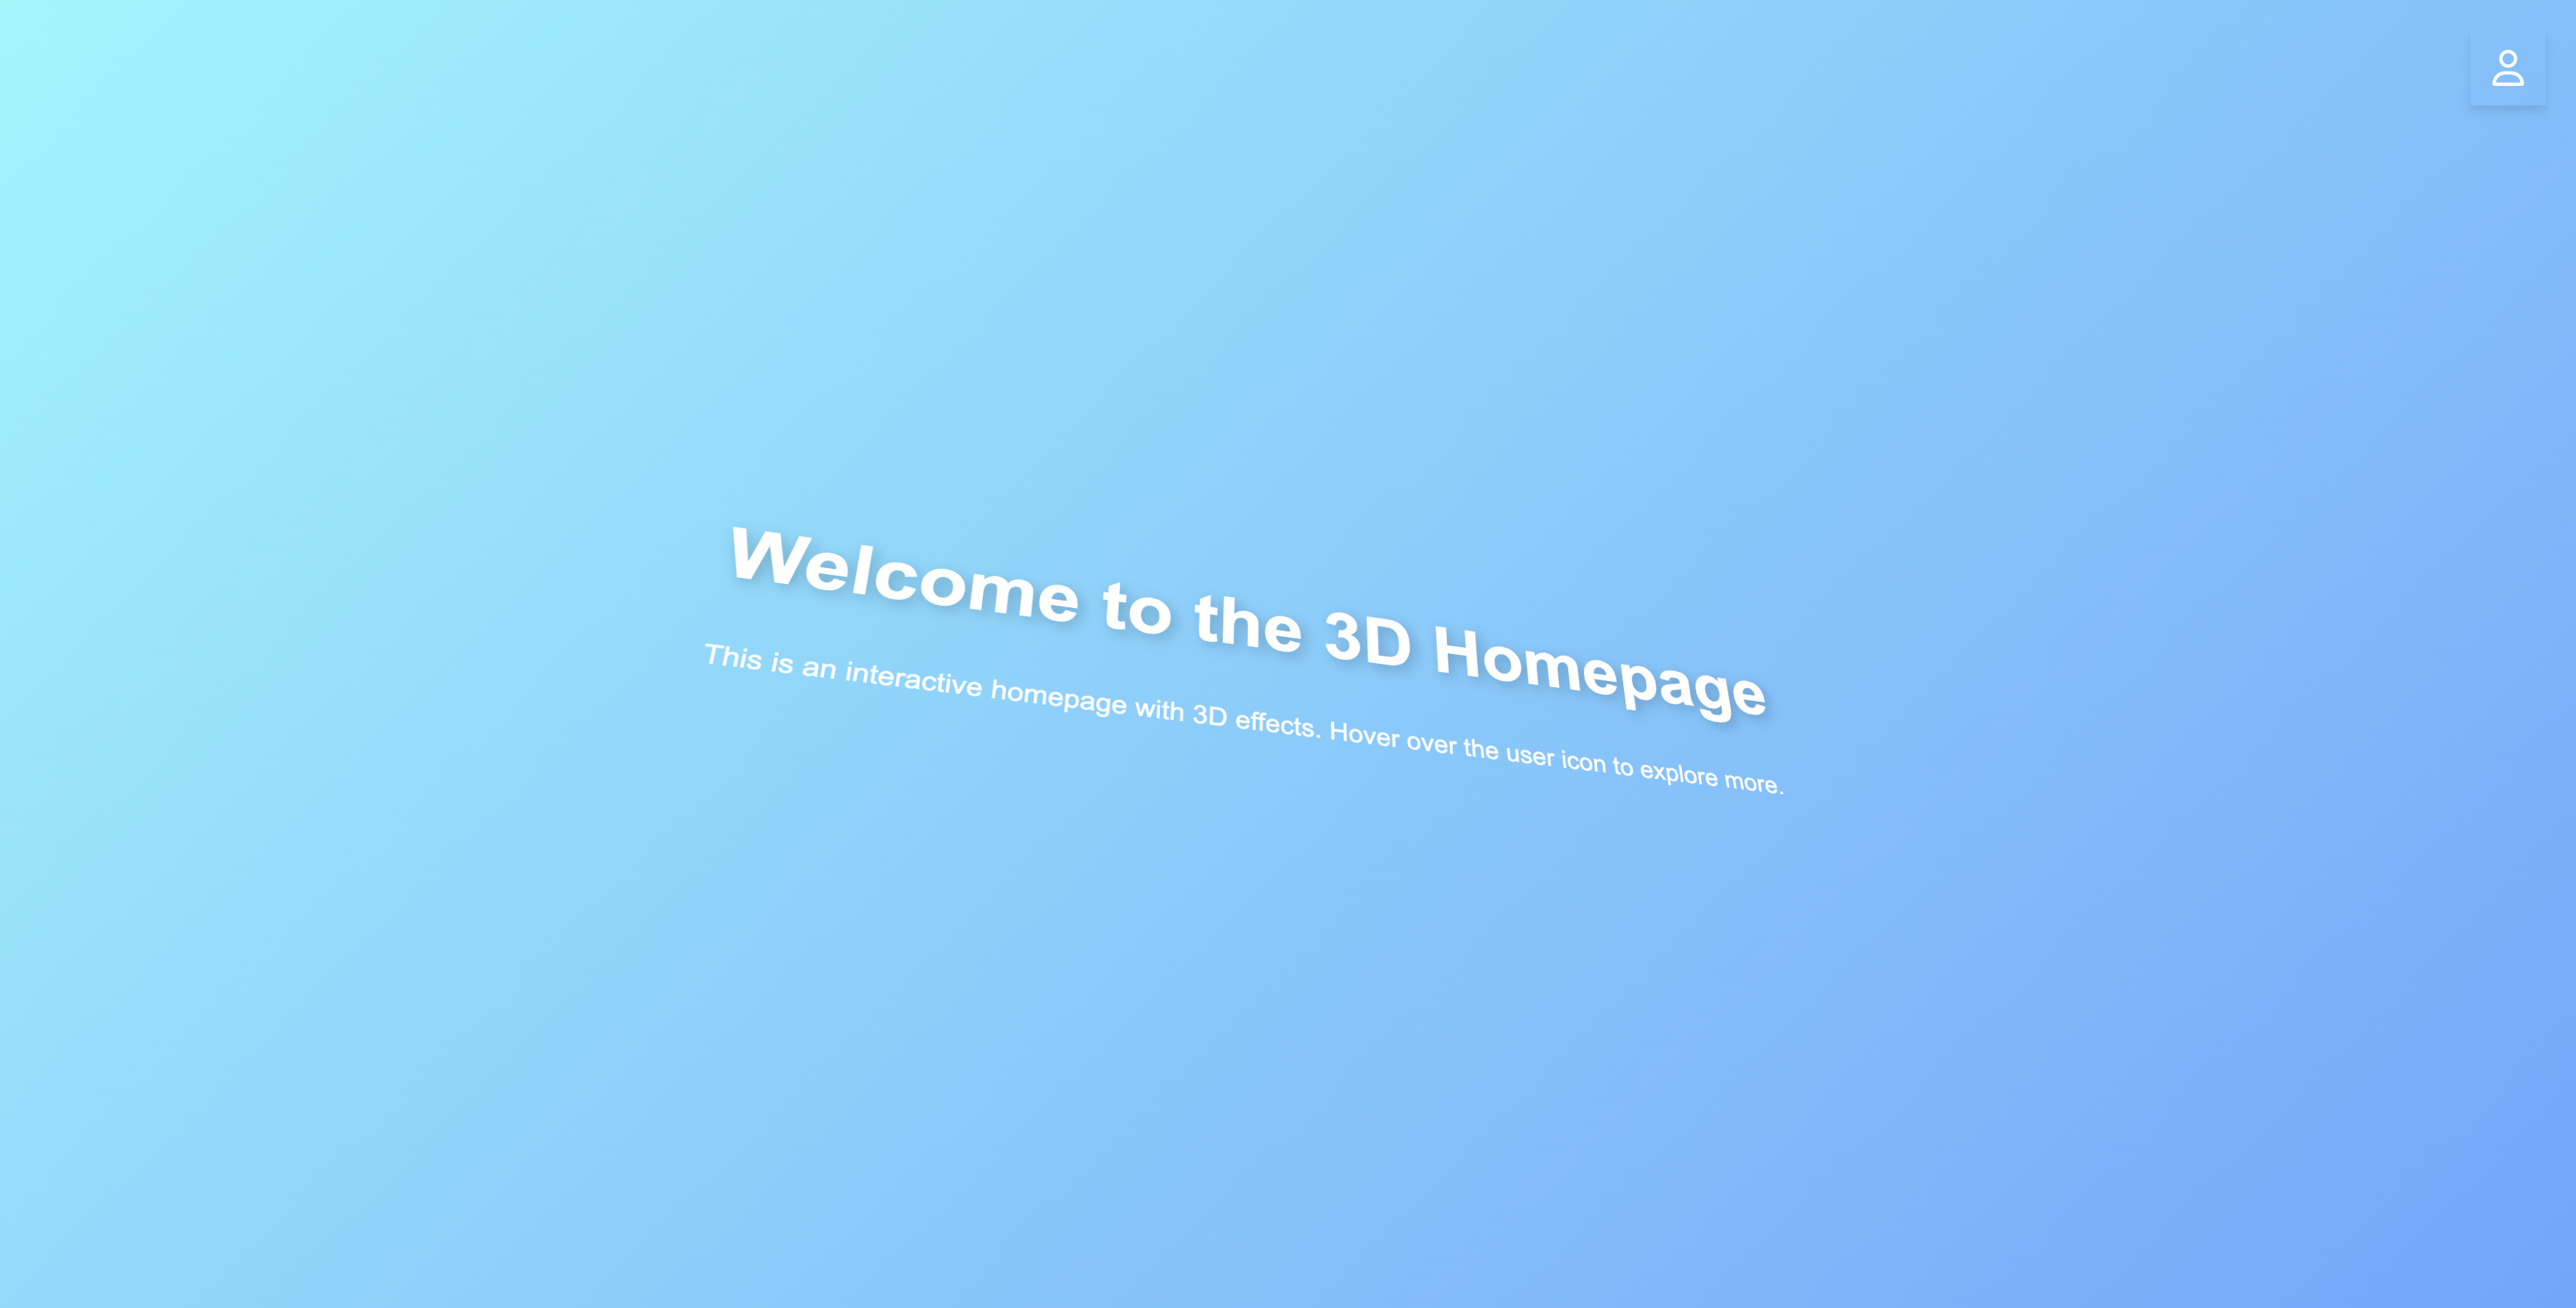 Welcome to the 3D Homepage
This is an interactive homepage with 3D effects. Hover over the user icon to explore more.